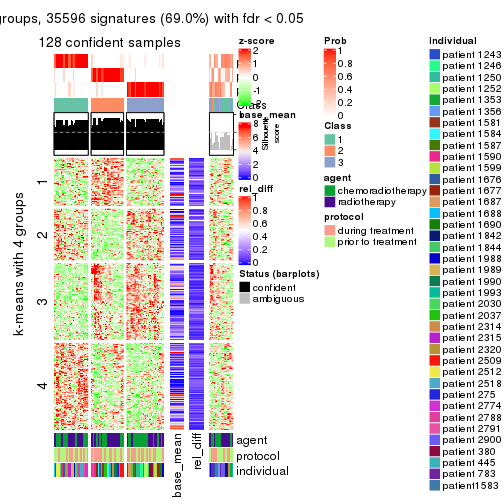 groups, 35596 signatures (69.0%) with fdr < 0.05
128 confident samples
k-means with 4 groups
1
2
3
4
base_mean
rel_diff
agent
protocol
individual
z-score
2
1
0
-1
base_mean
8
6
4
2
0
Silhouette
score
rel_diff
1
0.8
0.6
0.4
0.2
0
Status (barplots)
confident
ambiguous
Prob
1
0.8
0.6
0.4
0.2
0
Class
1
2
3
agent
chemoradiotherapy
radiotherapy
protocol
during treatment
prior to treatment
individual
patient 1243
patient 1246
patient 1250
patient 1252
patient 1353
patient 1356
patient 1581
patient 1584
patient 1587
patient 1590
patient 1599
patient 1676
patient 1677
patient 1687
patient 1688
patient 1690
patient 1842
patient 1844
patient 1988
patient 1989
patient 1990
patient 1993
patient 2030
patient 2037
patient 2314
patient 2315
patient 2320
patient 2509
patient 2512
patient 2518
patient 275
patient 2774
patient 2788
patient 2791
patient 2900
patient 380
patient 445
patient 783
patient1583